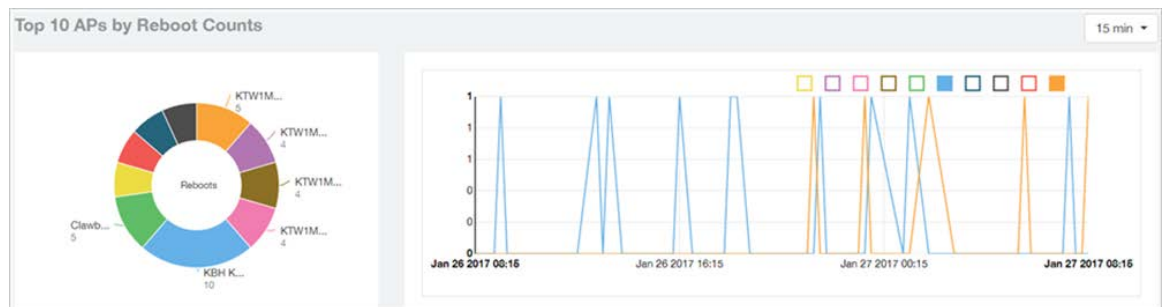 Top 10 APs by Reboot Counts
15 min
KTW1M...
5
KTW1M...
4
KTW1M...
4
KTW1M...
4
KBH K...
10
Clawb...
5
Reboots
1
1
1
0
0
0
Jan 26 2017 08:15
Jan 26 2017 16:15
Jan 27 2017 00:15
Jan 27 2017 08:15